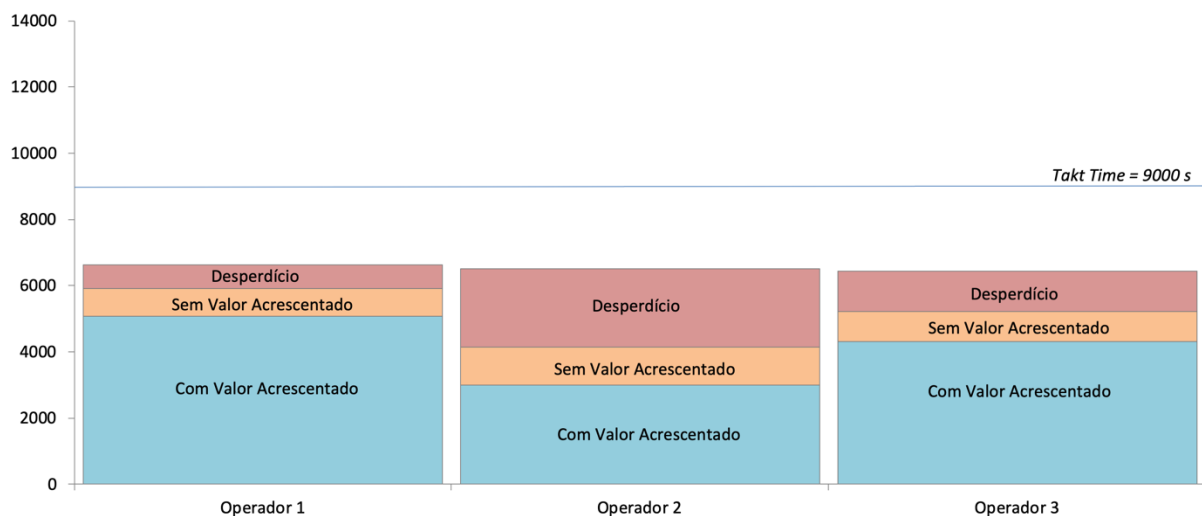 14000
12000
10000
Takt Time = 9000 s
8000
6000
4000
2000
0
Desperdício
Sem Valor Acrescentado
Com Valor Acrescentado
Desperdício
Sem Valor Acrescentado
Com Valor Acrescentado
Desperdício
Sem Valor Acrescentado
Com Valor Acrescentado
Operador 1
Operador 2
Operador 3